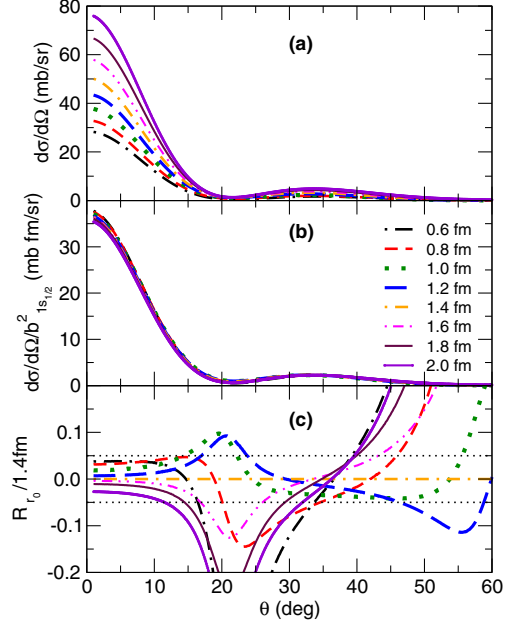 (a)
dσ/dΩ (mb/sr)
80
60
40
20
0
(b)
dσ/dΩ/b²1s1/2 (mb fm/sr)
30
20
10
0
0.6 fm
0.8 fm
1.0 fm
1.2 fm
1.4 fm
1.6 fm
1.8 fm
2.0 fm
(c)
R r₀/1.4fm
0.1
0.0
-0.1
-0.2
0 10 20 30 40 50 60
θ (deg)